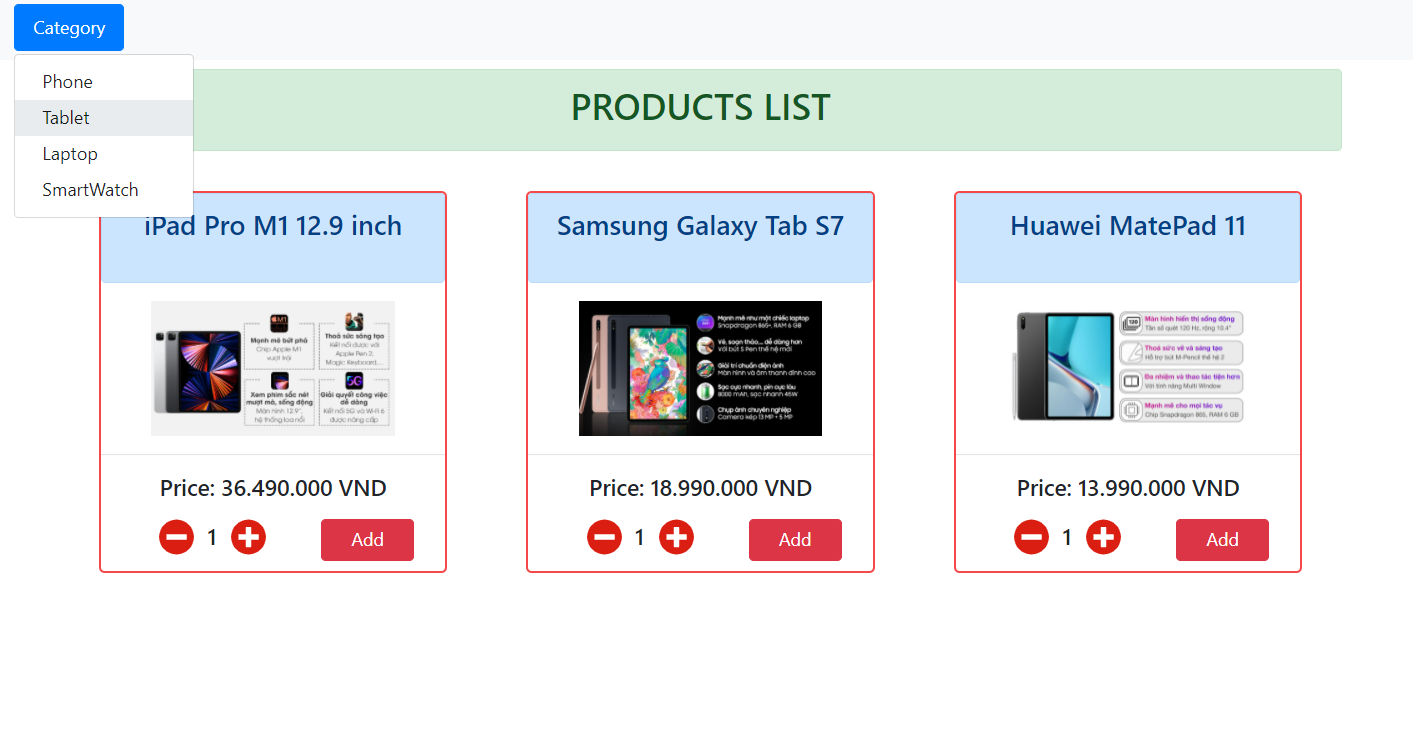 Category
Phone
Tablet
Laptop
SmartWatch
PRODUCTS LIST
iPad Pro M1 12.9 inch
M1
Mạnh mẽ bứt phá
Chip Apple M1
vượt trội
Thoả sức sáng tạo
Kết nối được với
Apple Pen 2,
Magic Keyboard,...
Xem phim sắc nét
mượt mà, sống động
Màn hình 12.9",
hệ thống loa nổi
5G
Giải quyết công việc
dễ dàng
Kết nối 5G và Wi-Fi 6
được nâng cấp
Price: 36.490.000 VND
1
Add
Samsung Galaxy Tab S7
Mạnh mẽ như một chiếc laptop
Snapdragon 865+, RAM 6 GB
Vẽ, soạn thảo,... dễ dàng hơn
Với bút S Pen thế hệ mới
Giải trí chuẩn điện ảnh
Màn hình và âm thanh đỉnh cao
Sạc cực nhanh, pin cực lâu
8000 mAh, sạc nhanh 45W
Chụp ảnh chuyên nghiệp
Camera kép 13 MP + 5 MP
Price: 18.990.000 VND
1
Add
Huawei MatePad 11
120
Màn hình hiển thị sống động
Tần số quét 120 Hz, rộng 10.4"
Thoả sức vẽ và sáng tạo
Hỗ trợ bút M-Pencil thế hệ 2
Đa nhiệm và thao tác tiện hơn
Với tính năng Multi Window
Mạnh mẽ cho mọi tác vụ
Chip Snapdragon 865, RAM 6 GB
Price: 13.990.000 VND
1
Add